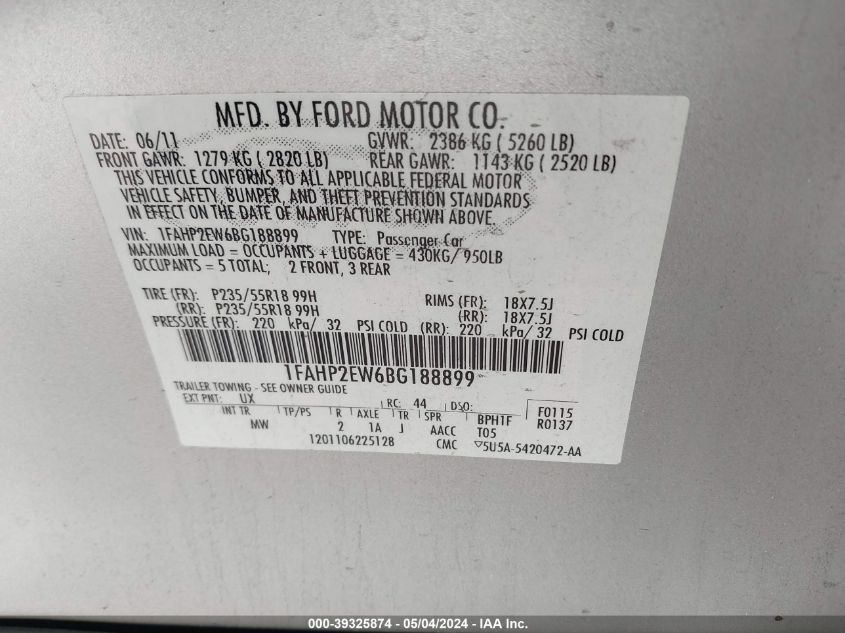 MFD. BY FORD MOTOR CO.
DATE: 06/11 GVWR: 2386 KG ( 5260 LB)
FRONT GAWR: 1279 KG ( 2820 LB) REAR GAWR: 1143 KG ( 2520 LB)
THIS VEHICLE CONFORMS TO ALL APPLICABLE FEDERAL MOTOR
VEHICLE SAFETY, BUMPER, AND THEFT PREVENTION STANDARDS
IN EFFECT ON THE DATE OF MANUFACTURE SHOWN ABOVE.
VIN: 1FAHP2EW6BG188899 TYPE: Passenger Car
MAXIMUM LOAD = OCCUPANTS + LUGGAGE = 430KG/ 950LB
OCCUPANTS = 5 TOTAL; 2 FRONT, 3 REAR
TIRE (FR): P235/55R18 99H RIMS (FR): 18X7.5J
(RR): P235/55R18 99H (RR): 18X7.5J
PRESSURE (FR): 220 kPa/ 32 PSI COLD (RR): 220 kPa/ 32 PSI COLD
1FAHP2EW6BG188899
TRAILER TOWING - SEE OWNER GUIDE
EXT PNT: UX RC: 44 DSO: F0115
INT TR TP/PS R AXLE TR SPR BPH1F R0137
MW 2 1A J AACC T05
1201106225128 CMC ▽5U5A-5420472-AA
000-39325874 - 05/04/2024 - IAA Inc.